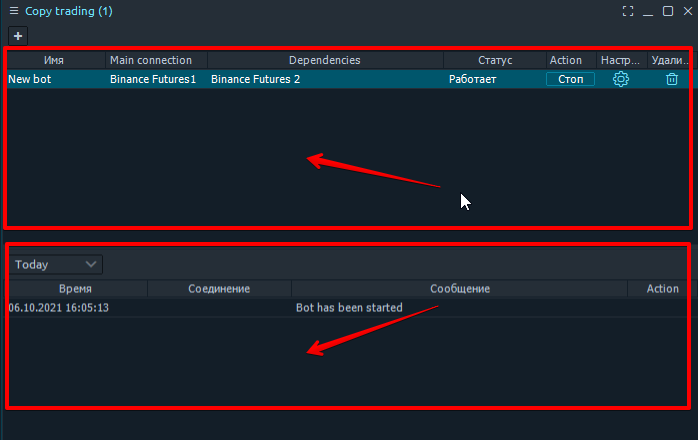 Copy trading (1)
+
Имя Main connection Dependencies Статус Action Настр... Удали...
New bot Binance Futures1 Binance Futures 2 Работает Стоп
Today
Время Соединение Сообщение Action
06.10.2021 16:05:13 Bot has been started